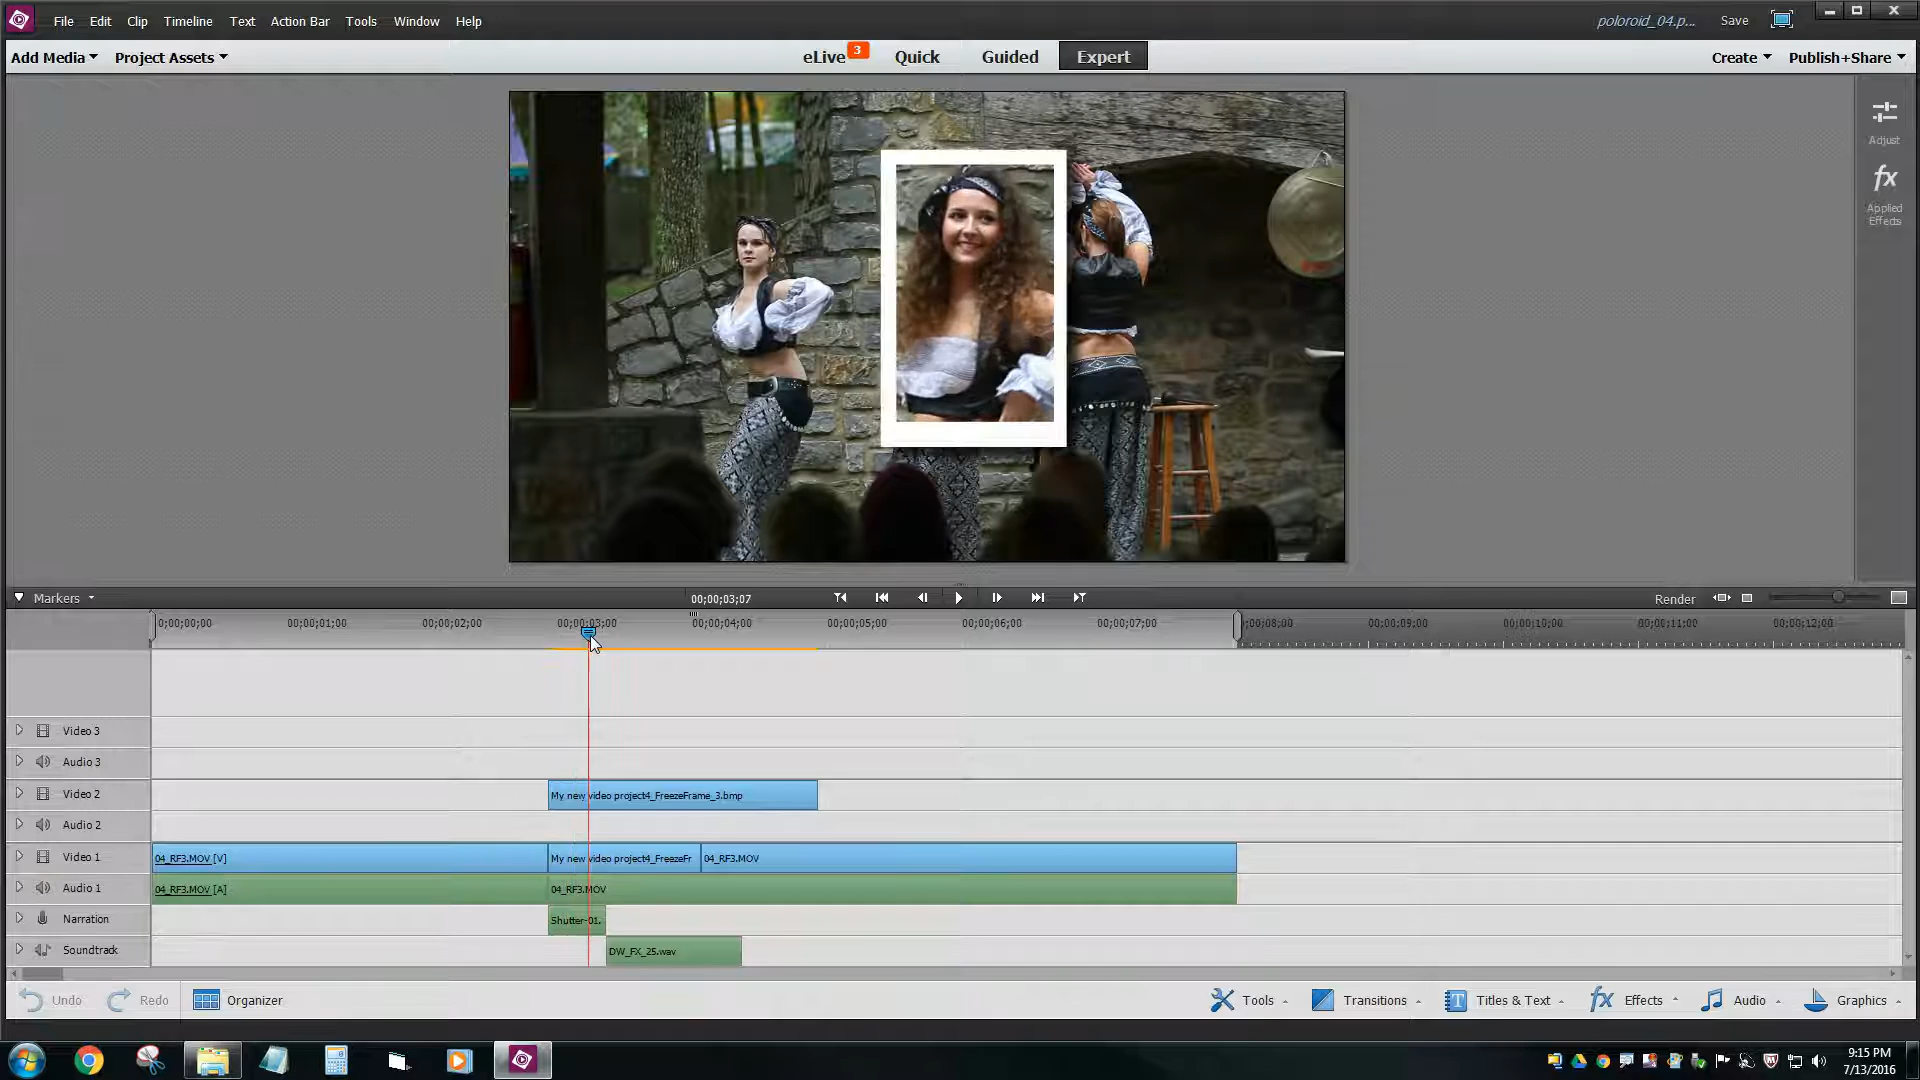 File Edit Clip Timeline Text Action Bar Tools Window Help poloroid_04.p... Save
Add Media Project Assets eLive 3 Quick Guided Expert Create Publish+Share
Adjust
fx
Applied
Effects
Markers 00;00;03;07 Render
0;00;00;00 00;00;01;00 00;00;02;00 00;00;03;00 00;00;04;00 00;00;05;00 00;00;06;00 00;00;07;00 0;00;08;00 00;00;09;00 00;00;10;00 00;00;11;00 00;00;12;00
Video 3
Audio 3
Video 2 My new video project4_FreezeFrame_3.bmp
Audio 2
Video 1 04_RF3.MOV [V] My new video project4_FreezeFr 04_RF3.MOV
Audio 1 04_RF3.MOV [A] 04_RF3.MOV
Narration Shutter-01.
Soundtrack DW_FX_25.wav
Undo Redo Organizer Tools Transitions T Titles & Text fx Effects Audio Graphics
9:15 PM
7/13/2016